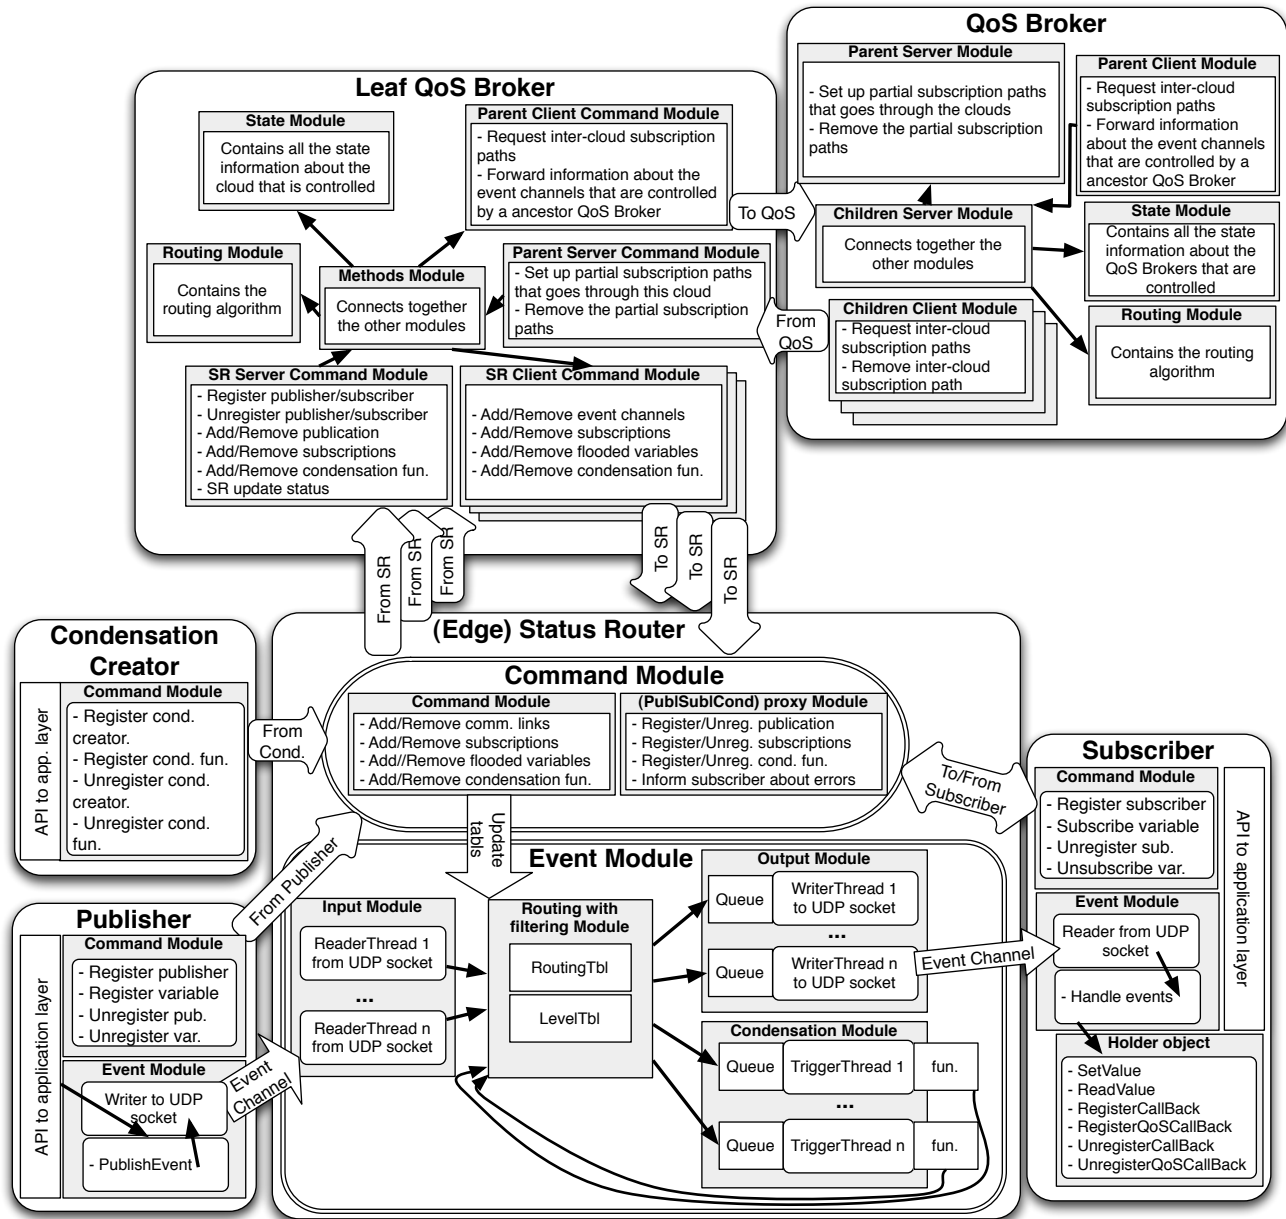 QoS Broker
Parent Server Module
- Set up partial subscription paths
that goes through the clouds
- Remove the partial subscription
paths
Parent Client Module
- Request inter-cloud
subscription paths
- Forward information
about the event channels
that are controlled by a
ancestor QoS Broker
Children Server Module
Connects together the
other modules
State Module
Contains all the state
information about the
QoS Brokers that are
controlled
Children Client Module
- Request inter-cloud
subscription paths
- Remove inter-cloud
subscription path
Routing Module
Contains the routing
algorithm
Leaf QoS Broker
State Module
Contains all the state
information about the
cloud that is controlled
Parent Client Command Module
- Request inter-cloud subscription
paths
- Forward information about the
event channels that are controlled
by a ancestor QoS Broker
To QoS
Routing Module
Contains the
routing algorithm
Methods Module
Connects together
the other modules
Parent Server Command Module
- Set up partial subscription paths
that goes through this cloud
- Remove the partial subscription
paths
From
QoS
SR Server Command Module
- Register publisher/subscriber
- Unregister publisher/subscriber
- Add/Remove publication
- Add/Remove subscriptions
- Add/Remove condensation fun.
- SR update status
SR Client Command Module
- Add/Remove event channels
- Add/Remove subscriptions
- Add/Remove flooded variables
- Add/Remove condensation fun.
From SR
From SR
From SR
To SR
To SR
To SR
Condensation
Creator
API to app. layer
Command Module
- Register cond.
creator.
- Register cond. fun.
- Unregister cond.
creator.
- Unregister cond.
fun.
From
Cond.
(Edge) Status Router
Command Module
Command Module
- Add/Remove comm. links
- Add/Remove subscriptions
- Add//Remove flooded variables
- Add/Remove condensation fun.
(PublSublCond) proxy Module
- Register/Unreg. publication
- Register/Unreg. subscriptions
- Register/Unreg. cond. fun.
- Inform subscriber about errors
To/From
Subscriber
Update
tabls
From Publisher
Event Module
Input Module
ReaderThread 1
from UDP socket
...
ReaderThread n
from UDP socket
Routing with
filtering Module
RoutingTbl
LevelTbl
Output Module
Queue
WriterThread 1
to UDP socket
...
Queue
WriterThread n
to UDP socket
Condensation Module
Queue
TriggerThread 1
fun.
...
Queue
TriggerThread n
fun.
Event Channel
Publisher
API to application layer
Command Module
- Register publisher
- Register variable
- Unregister pub.
- Unregister var.
Event Module
Writer to UDP
socket
- PublishEvent
Event
Channel
Subscriber
Command Module
- Register subscriber
- Subscribe variable
- Unregister sub.
- Unsubscribe var.
API to application layer
Event Module
Reader from UDP
socket
- Handle events
Holder object
- SetValue
- ReadValue
- RegisterCallBack
- RegisterQoSCallBack
- UnregisterCallBack
- UnregisterQoSCallBack